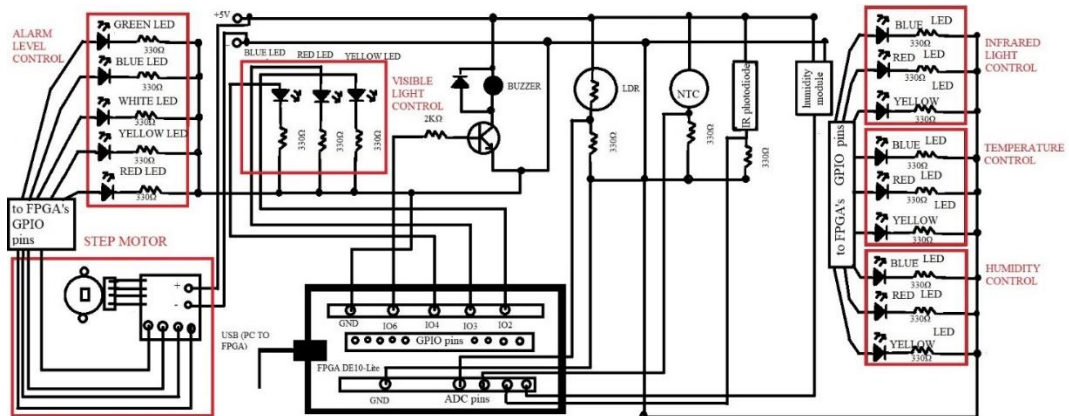 ALARM
LEVEL
CONTROL
GREEN LED
330Ω
BLUE LED
330Ω
WHITE LED
330Ω
YELLOW LED
330Ω
RED LED
330Ω
to FPGA's
GPIO
pins
STEP MOTOR
+
-
+5V
BLUE LED
RED LED
YELLOW LED
VISIBLE
LIGHT
CONTROL
330Ω
330Ω
330Ω
2KΩ
BUZZER
LDR
330Ω
NTC
330Ω
IR photodiode
330Ω
humidity
module
USB (PC TO
FPGA)
GND
IO6
IO4
IO3
IO2
GPIO pins
FPGA DE10-Lite
GND
ADC pins
to FPGA's GPIO pins
BLUE LED
330Ω
RED LED
330Ω
YELLOW LED
330Ω
INFRARED
LIGHT
CONTROL
BLUE LED
330Ω
RED LED
330Ω
YELLOW LED
330Ω
TEMPERATURE
CONTROL
BLUE LED
330Ω
RED LED
330Ω
YELLOW LED
330Ω
HUMIDITY
CONTROL